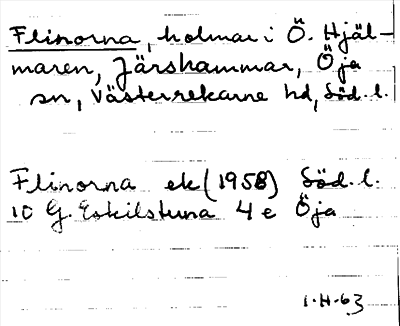 Flinorna, holmar i Ö. Hjäl-
maren, Järshammar, Öja
sn, Västerrekarne hd, Söd. l.
Flinorna ek (1958) Söd. l.
10 G. Eskilstuna 4 e Öja
1-H-63